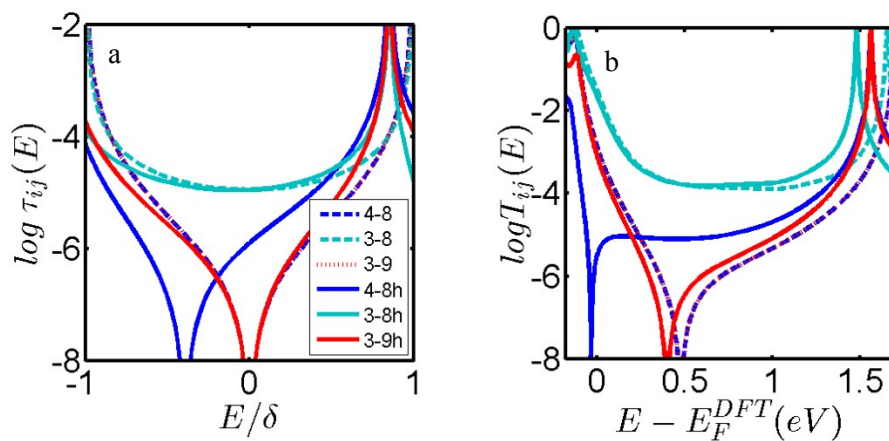 a
log τij(E)
-2
-4
-6
-8
-1
0
1
E/δ
4-8
3-8
3-9
4-8h
3-8h
3-9h
b
logTij(E)
0
-2
-4
-6
-8
0
0.5
1
1.5
E − E_F^{DFT}(eV)